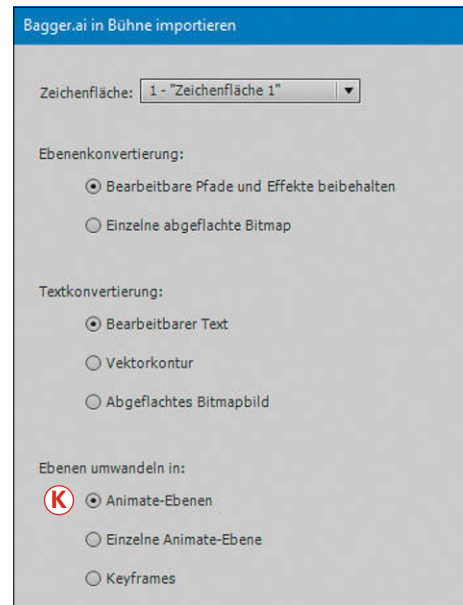 Bagger.ai in Bühne importieren
Zeichenfläche: 1 - "Zeichenfläche 1"
Ebenenkonvertierung:
Bearbeitbare Pfade und Effekte beibehalten
Einzelne abgeflachte Bitmap
Textkonvertierung:
Bearbeitbarer Text
Vektorkontur
Abgeflachtes Bitmapbild
Ebenen umwandeln in:
K Animate-Ebenen
Einzelne Animate-Ebene
Keyframes